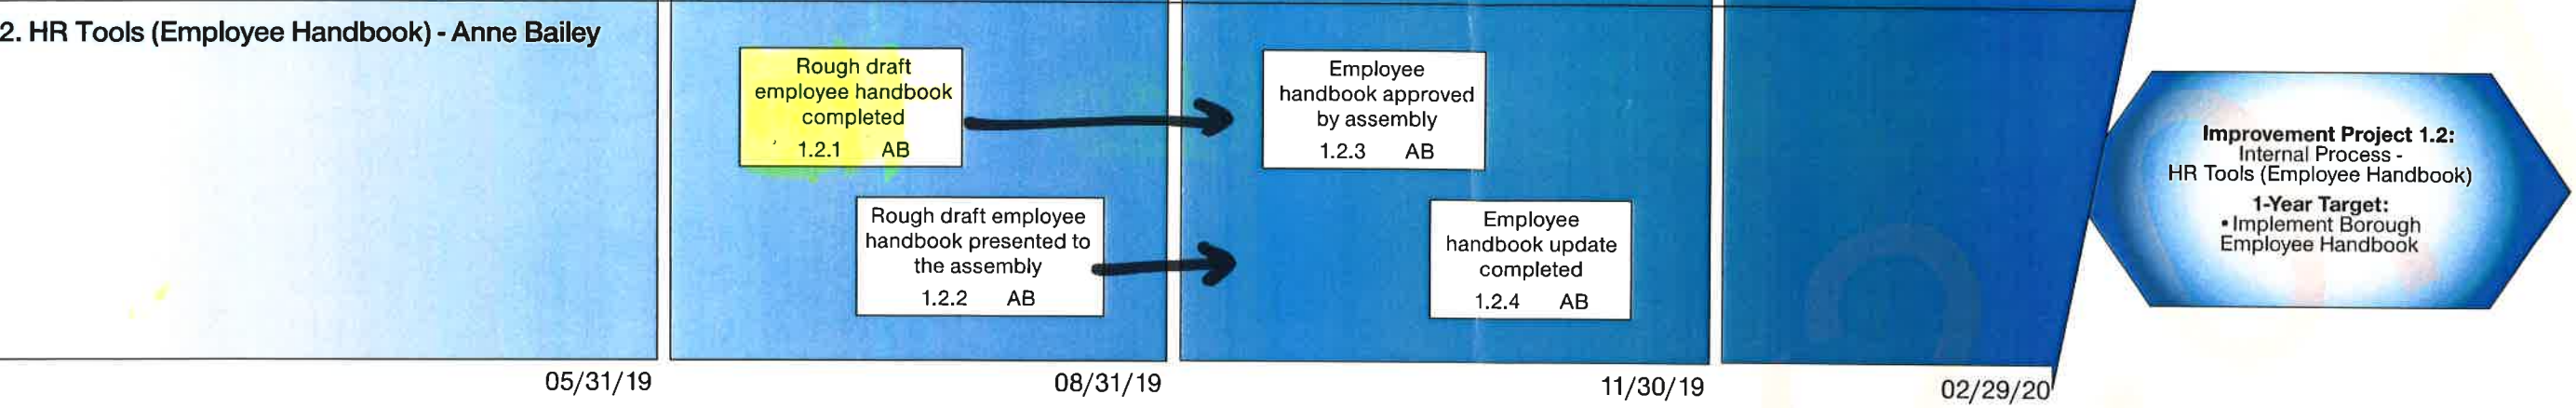 2. HR Tools (Employee Handbook) - Anne Bailey
Rough draft
employee handbook
completed
1.2.1 AB
Rough draft employee
handbook presented to
the assembly
1.2.2 AB
Employee
handbook approved
by assembly
1.2.3 AB
Employee
handbook update
completed
1.2.4 AB
Improvement Project 1.2:
Internal Process -
HR Tools (Employee Handbook)
1-Year Target:
• Implement Borough
Employee Handbook
05/31/19
08/31/19
11/30/19
02/29/20